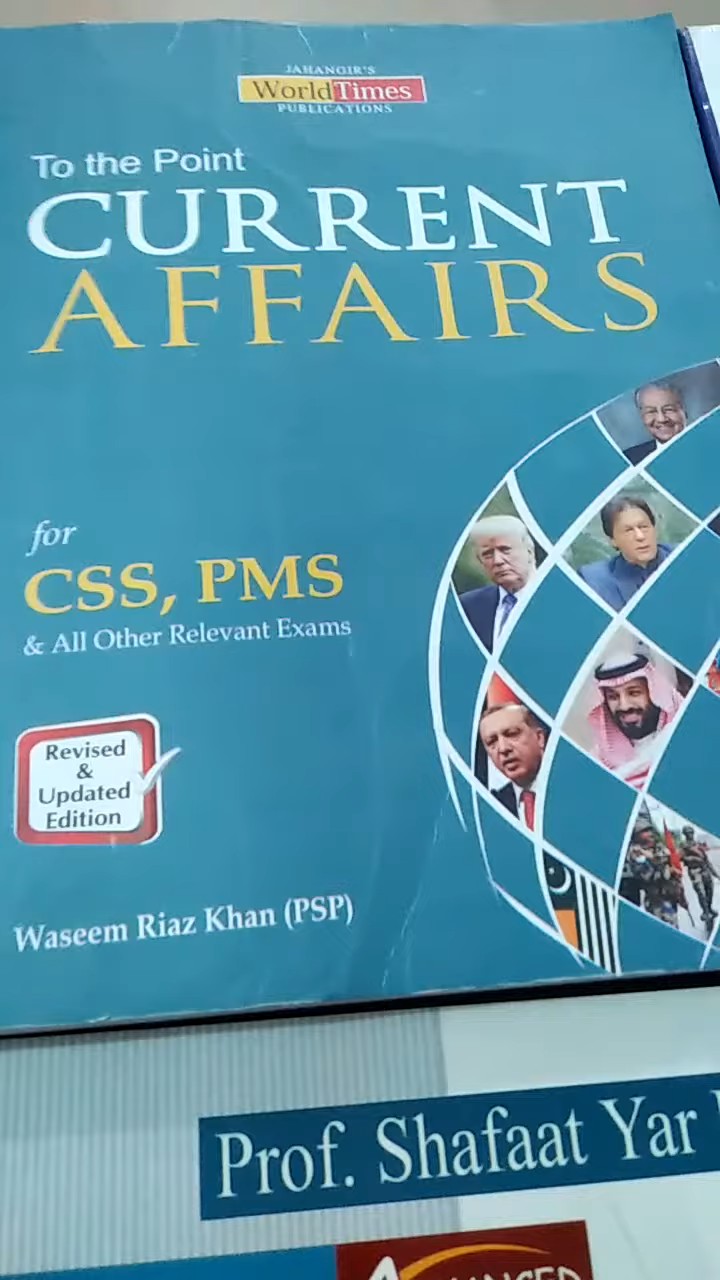 JAHANGIR'S
WorldTimes
PUBLICATIONS
To the Point
CURRENT
AFFAIRS
for
CSS, PMS
& All Other Relevant Exams
Revised
&
Updated
Edition
Waseem Riaz Khan (PSP)
Prof. Shafaat Yar
ADVANCED